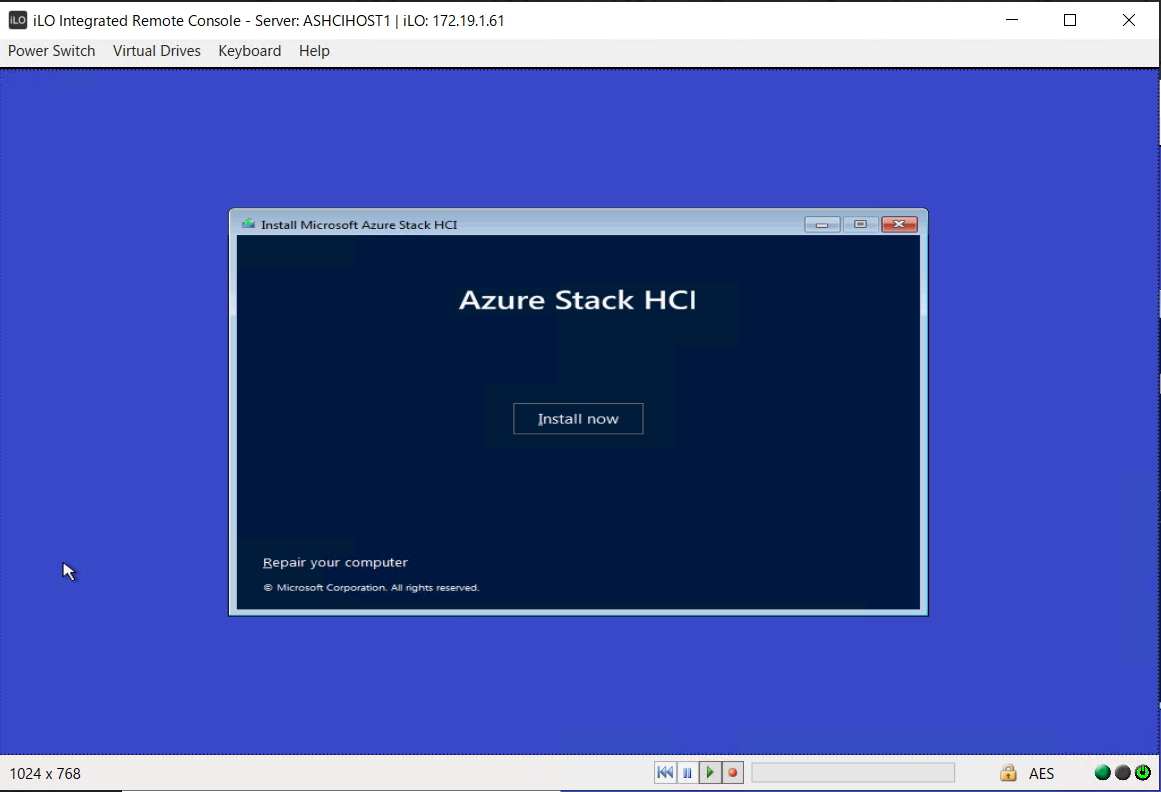 iLO iLO Integrated Remote Console - Server: ASHCIHOST1 | iLO: 172.19.1.61
Power Switch Virtual Drives Keyboard Help
Install Microsoft Azure Stack HCI
Azure Stack HCI
Install now
Repair your computer
© Microsoft Corporation. All rights reserved.
1024 x 768 AES